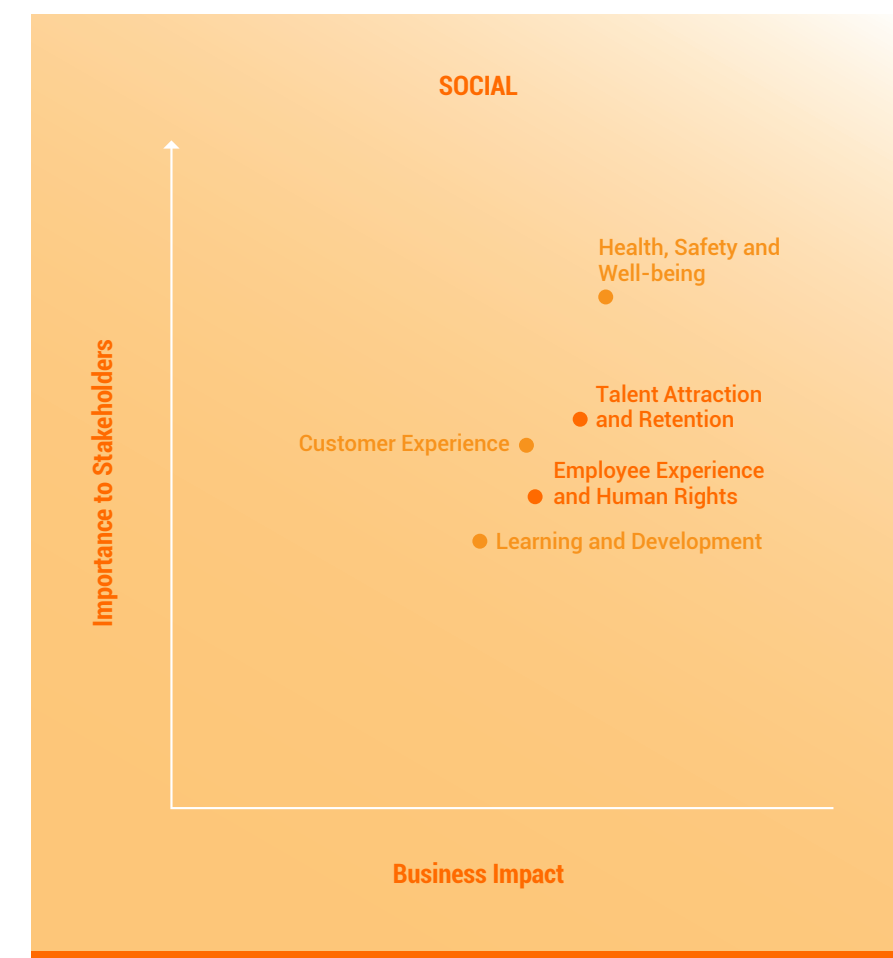 SOCIAL
Health, Safety and
Well-being
Talent Attraction
and Retention
Customer Experience
Employee Experience
and Human Rights
Learning and Development
Importance to Stakeholders
Business Impact